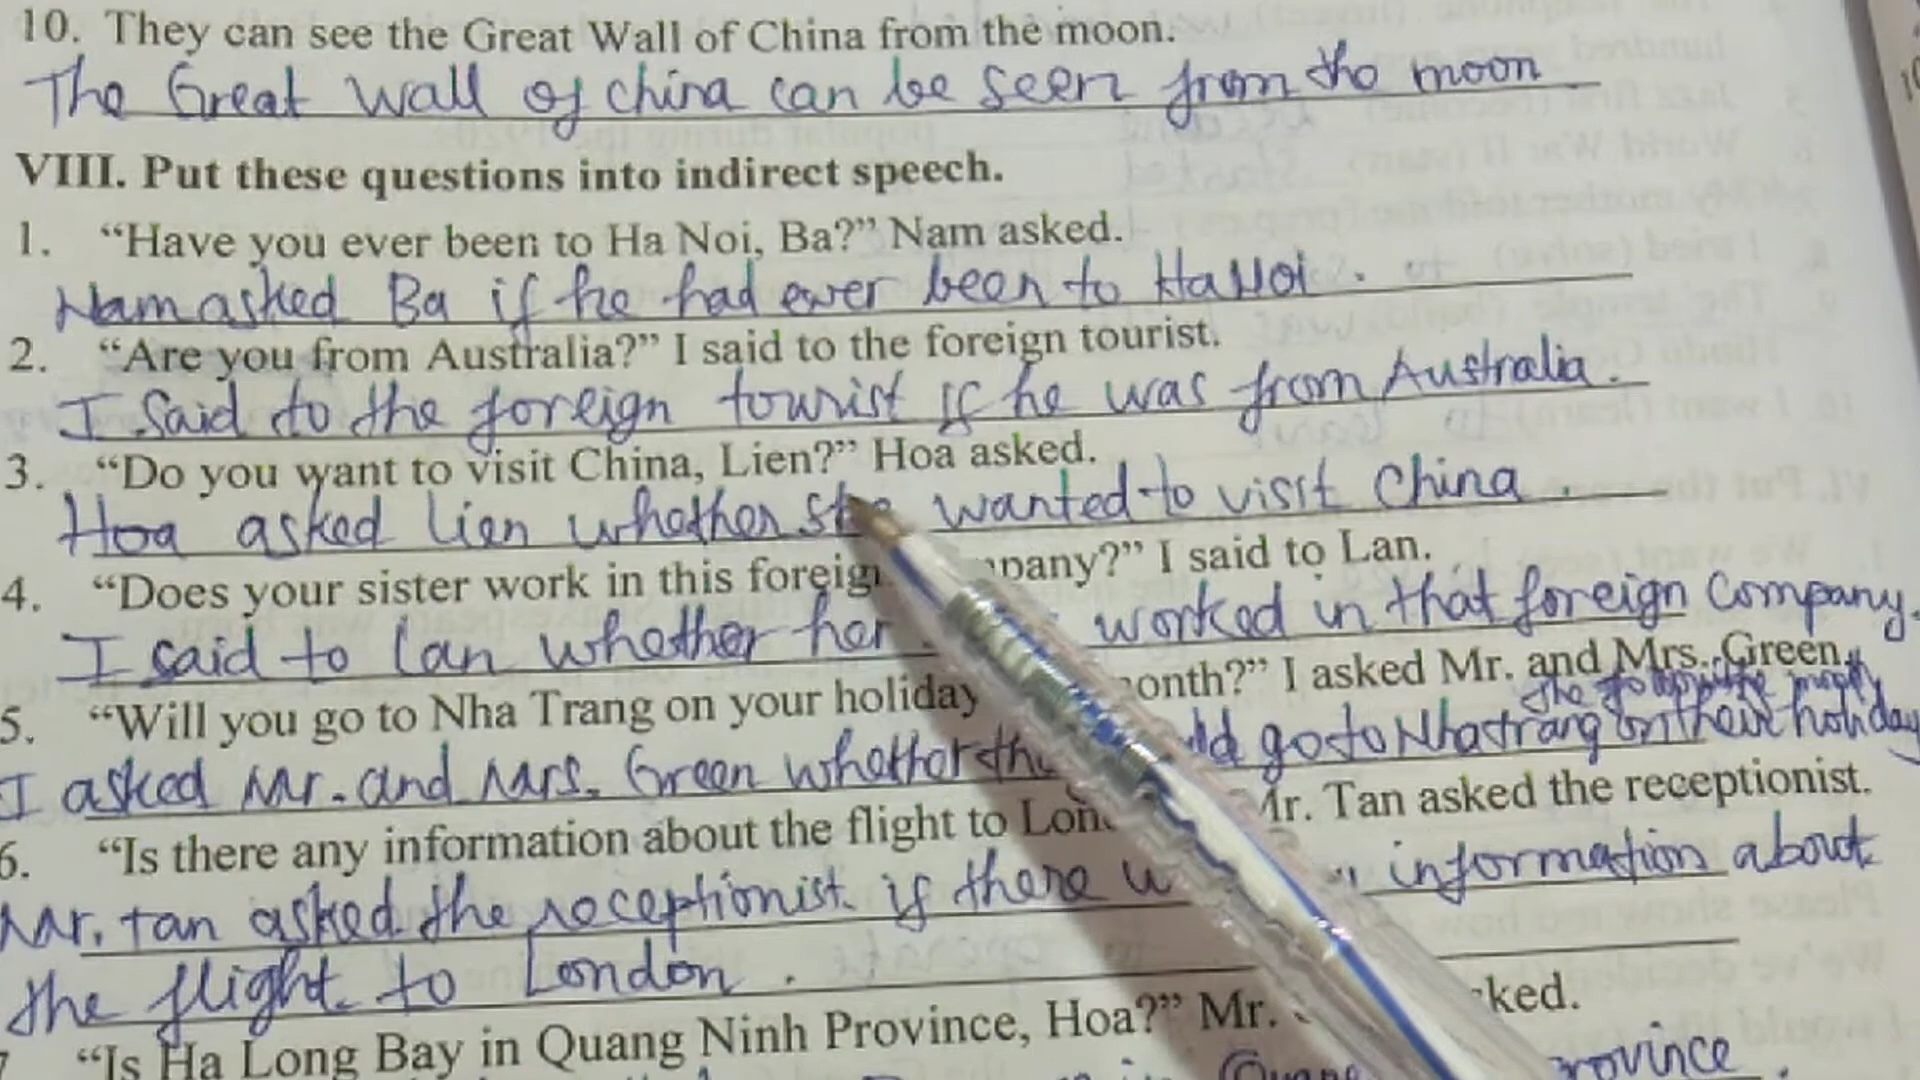 10. They can see the Great Wall of China from the moon.
The Great Wall of china can be seen from the moon
VIII. Put these questions into indirect speech.
1. “Have you ever been to Ha Noi, Ba?” Nam asked.
Nam asked Ba if he had ever been to Ha Noi.
2. “Are you from Australia?” I said to the foreign tourist.
I said to the foreign tourist if he was from Australia.
3. “Do you want to visit China, Lien?” Hoa asked.
Hoa asked lien whether she wanted to visit China.
4. “Does your sister work in this foreign company?” I said to Lan.
I said to Lan whether her worked in that foreign company.
5. “Will you go to Nha Trang on your holiday month?” I asked Mr. and Mrs. Green.
the following month
I asked Mr. and Mrs. Green whether go to Nha trang on their holiday
6. “Is there any information about the flight to Mr. Tan asked the receptionist.
Mr. tan asked the receptionist if there information about
the flight to London.
“Is Ha Long Bay in Quang Ninh Province, Hoa?” Mr. asked.
in Quang province.